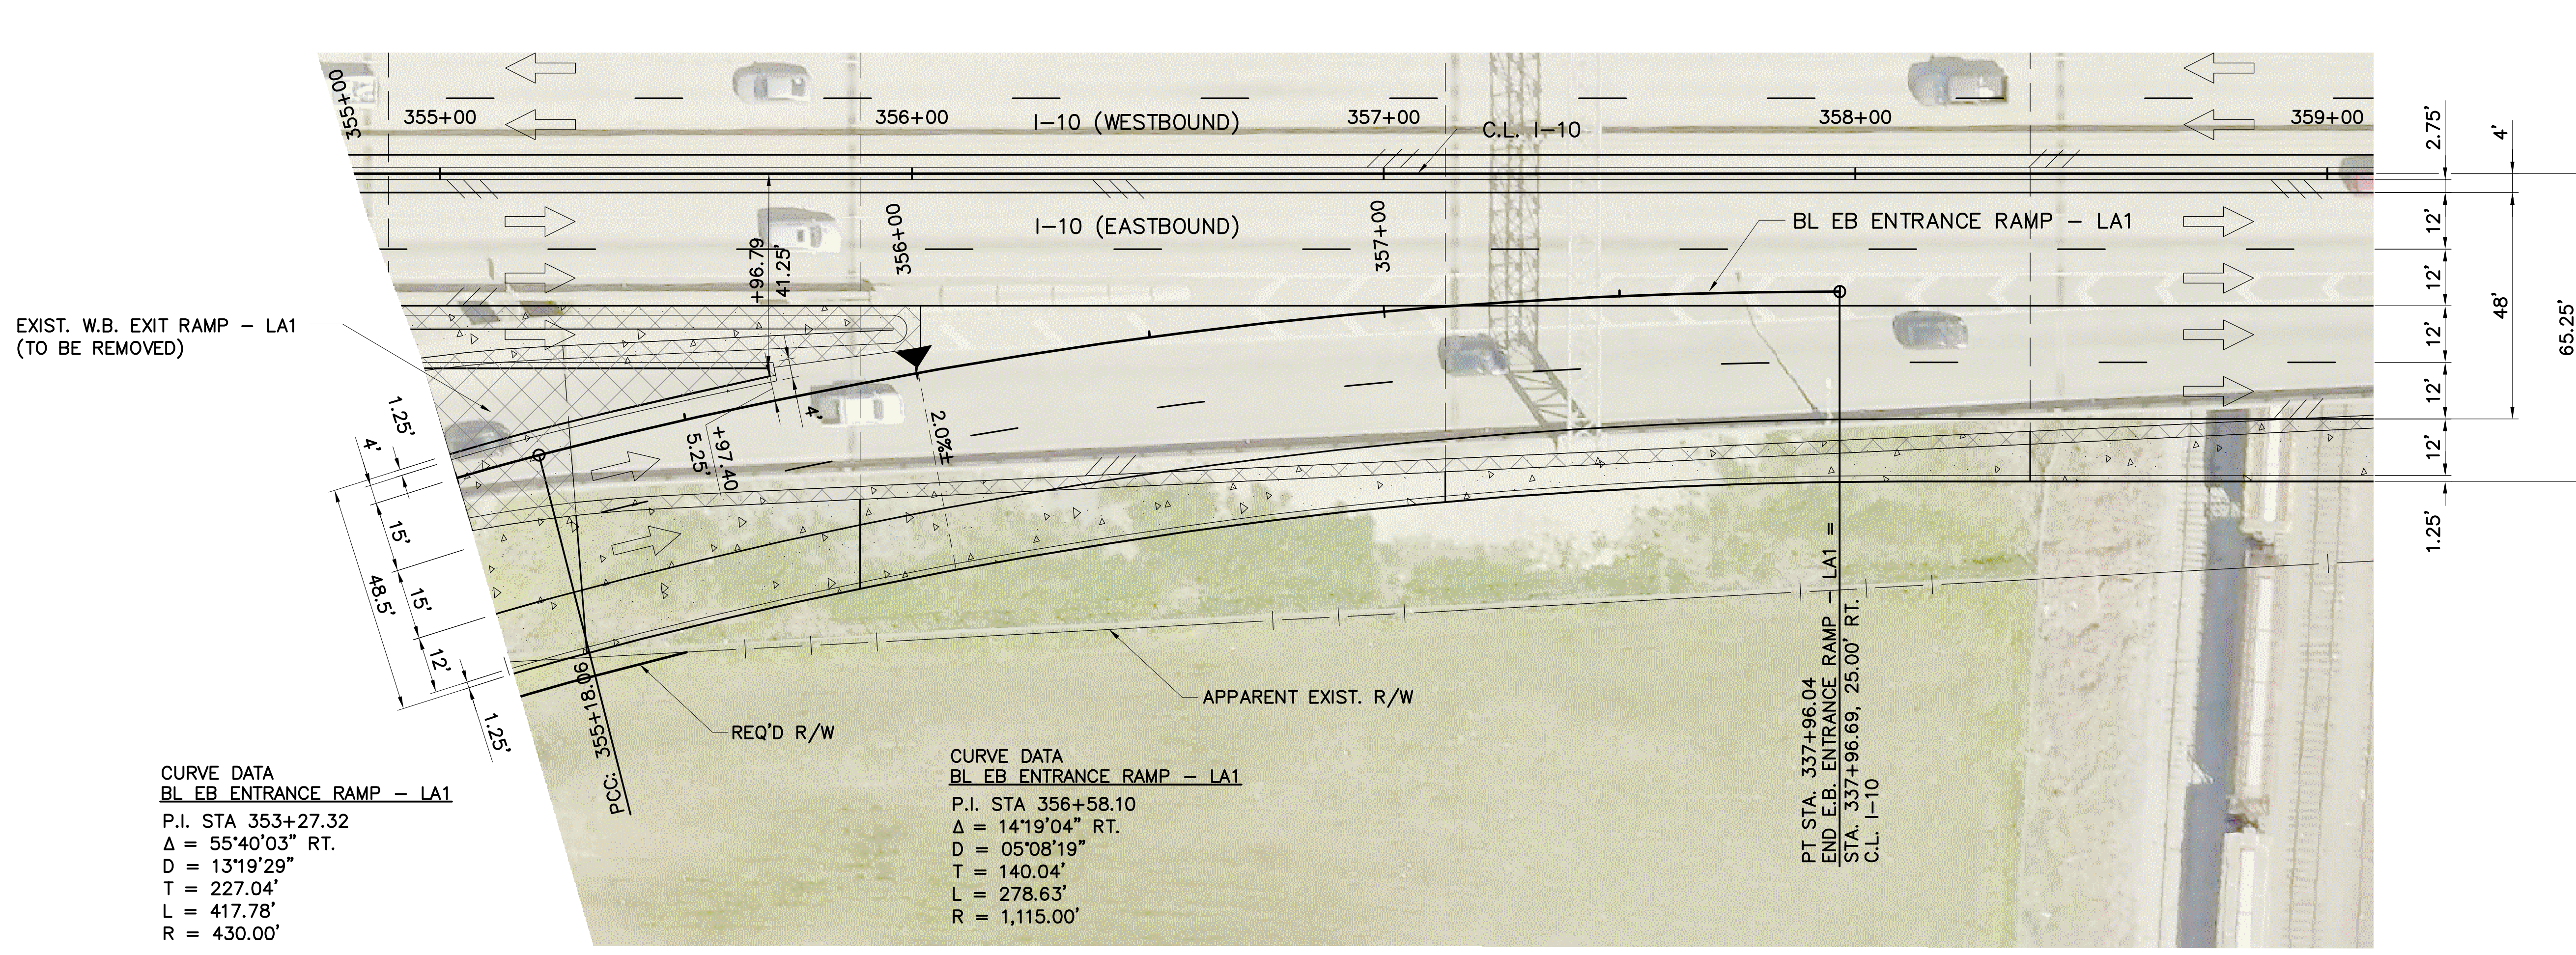 355+00
355+00
356+00
I-10 (WESTBOUND)
357+00
C.L. I-10
358+00
359+00
2.75'
4'
+96.79
41.25'
356+00
I-10 (EASTBOUND)
357+00
BL EB ENTRANCE RAMP - LA1
12'
12'
12'
12'
12'
48'
65.25'
1.25'
EXIST. W.B. EXIT RAMP - LA1
(TO BE REMOVED)
4'
+97.40
5.25'
2.0%±
1.25'
4'
15'
15'
48.5'
12'
1.25'
PCC: 355+18.06
REQ'D R/W
APPARENT EXIST. R/W
PT STA. 337+96.04
END E.B. ENTRANCE RAMP - LA1 =
STA. 337+96.69, 25.00' RT.
C.L. I-10
CURVE DATA
BL EB ENTRANCE RAMP - LA1
P.I. STA 353+27.32
Δ = 55°40'03" RT.
D = 13°19'29"
T = 227.04'
L = 417.78'
R = 430.00'
CURVE DATA
BL EB ENTRANCE RAMP - LA1
P.I. STA 356+58.10
Δ = 14°19'04" RT.
D = 05°08'19"
T = 140.04'
L = 278.63'
R = 1,115.00'